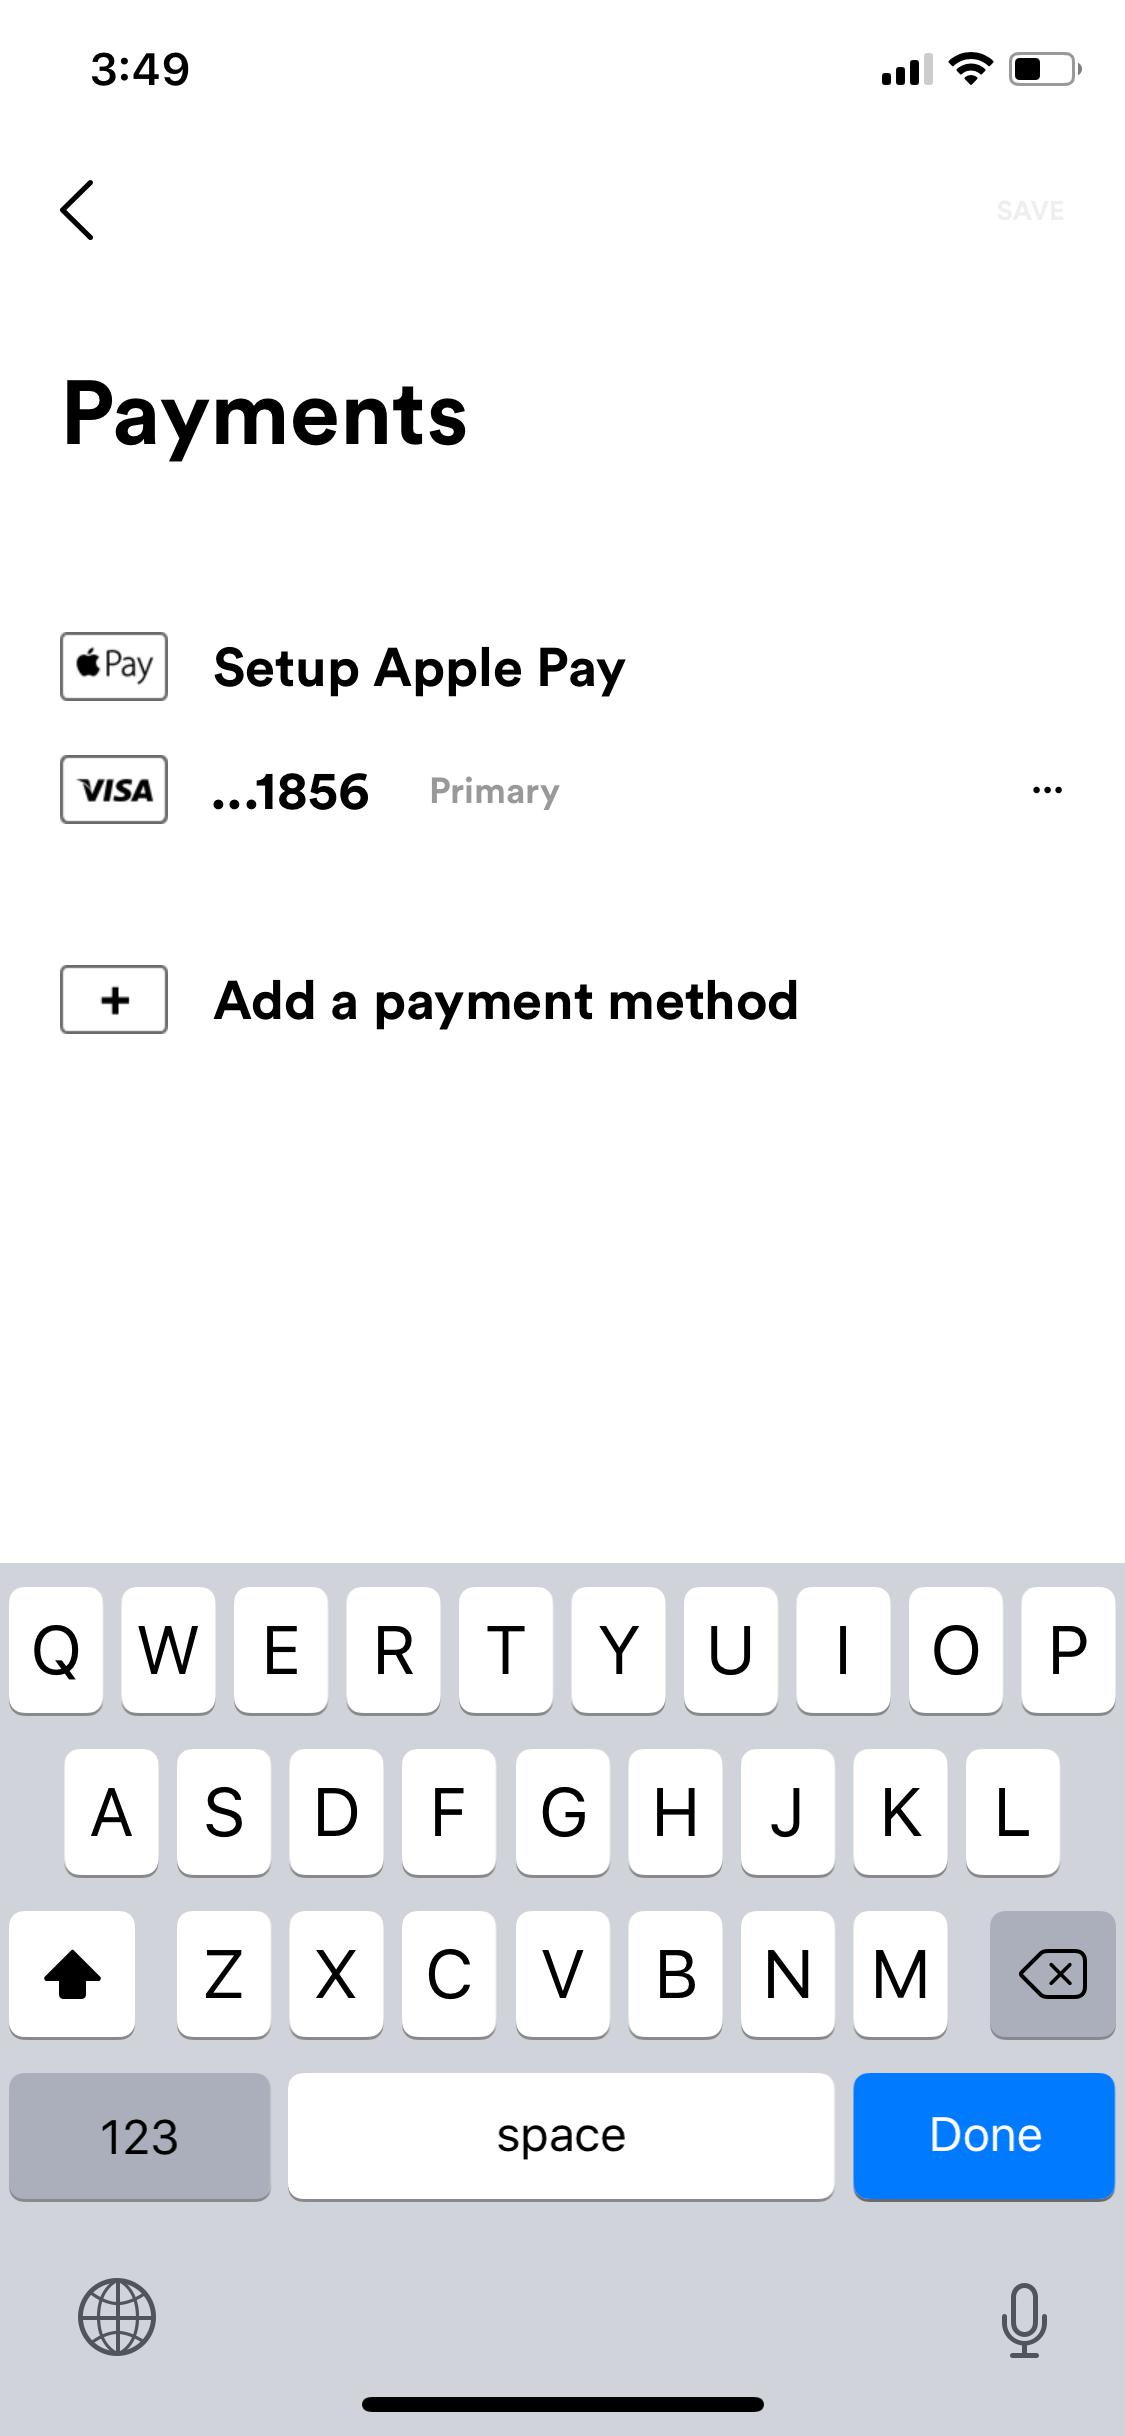 3:49
SAVE
Payments
Pay Setup Apple Pay
VISA ...1856 Primary ...
+ Add a payment method
Q W E R T Y U I O P
A S D F G H J K L
Z X C V B N M
123 space Done